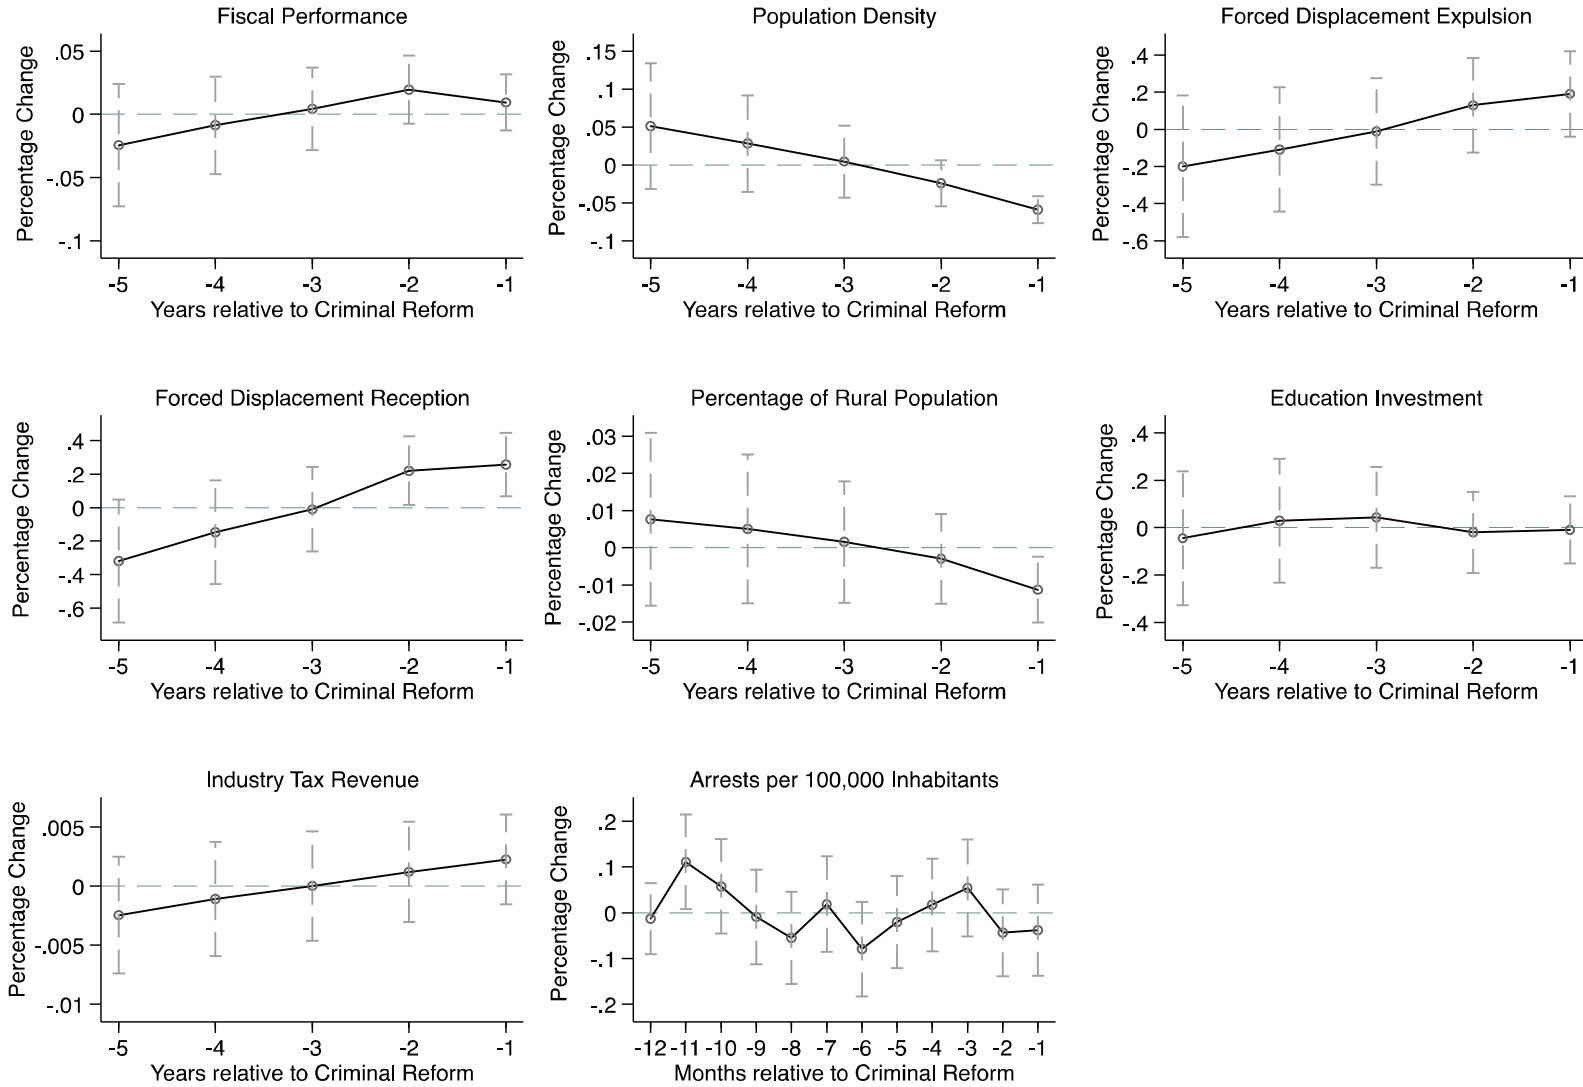 Fiscal Performance
Percentage Change
.05
0
-.05
-.1
-5 -4 -3 -2 -1
Years relative to Criminal Reform
Population Density
Percentage Change
.15
.1
.05
0
-.05
-.1
-5 -4 -3 -2 -1
Years relative to Criminal Reform
Forced Displacement Expulsion
Percentage Change
.4
.2
0
-.2
-.4
-.6
-5 -4 -3 -2 -1
Years relative to Criminal Reform
Forced Displacement Reception
Percentage Change
.4
.2
0
-.2
-.4
-.6
-5 -4 -3 -2 -1
Years relative to Criminal Reform
Percentage of Rural Population
Percentage Change
.03
.02
.01
0
-.01
-.02
-5 -4 -3 -2 -1
Years relative to Criminal Reform
Education Investment
Percentage Change
.4
.2
0
-.2
-.4
-5 -4 -3 -2 -1
Years relative to Criminal Reform
Industry Tax Revenue
Percentage Change
.005
0
-.005
-.01
-5 -4 -3 -2 -1
Years relative to Criminal Reform
Arrests per 100,000 Inhabitants
Percentage Change
.2
.1
0
-.1
-.2
-12 -11 -10 -9 -8 -7 -6 -5 -4 -3 -2 -1
Months relative to Criminal Reform